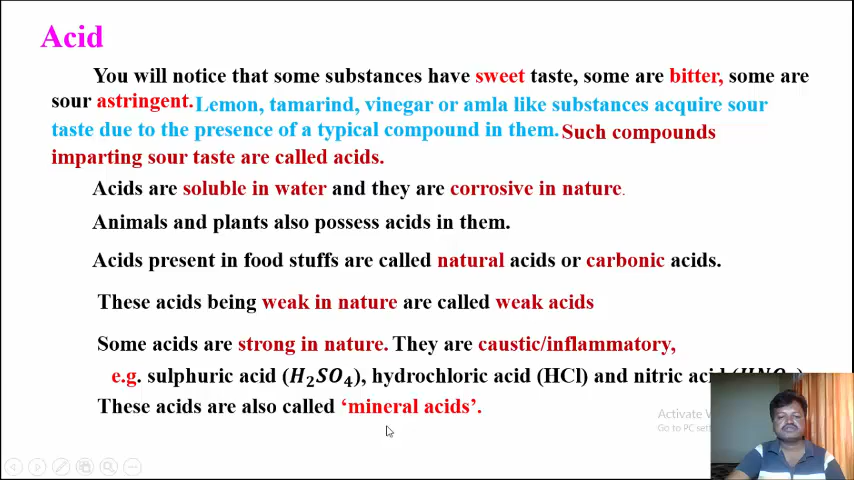 Acid
You will notice that some substances have sweet taste, some are bitter, some are
sour astringent. Lemon, tamarind, vinegar or amla like substances acquire sour
taste due to the presence of a typical compound in them. Such compounds
imparting sour taste are called acids.
Acids are soluble in water and they are corrosive in nature.
Animals and plants also possess acids in them.
Acids present in food stuffs are called natural acids or carbonic acids.
These acids being weak in nature are called weak acids
Some acids are strong in nature. They are caustic/inflammatory,
e.g. sulphuric acid (H₂SO₄), hydrochloric acid (HCl) and nitric acid
These acids are also called ‘mineral acids’.
Activate
Go to PC